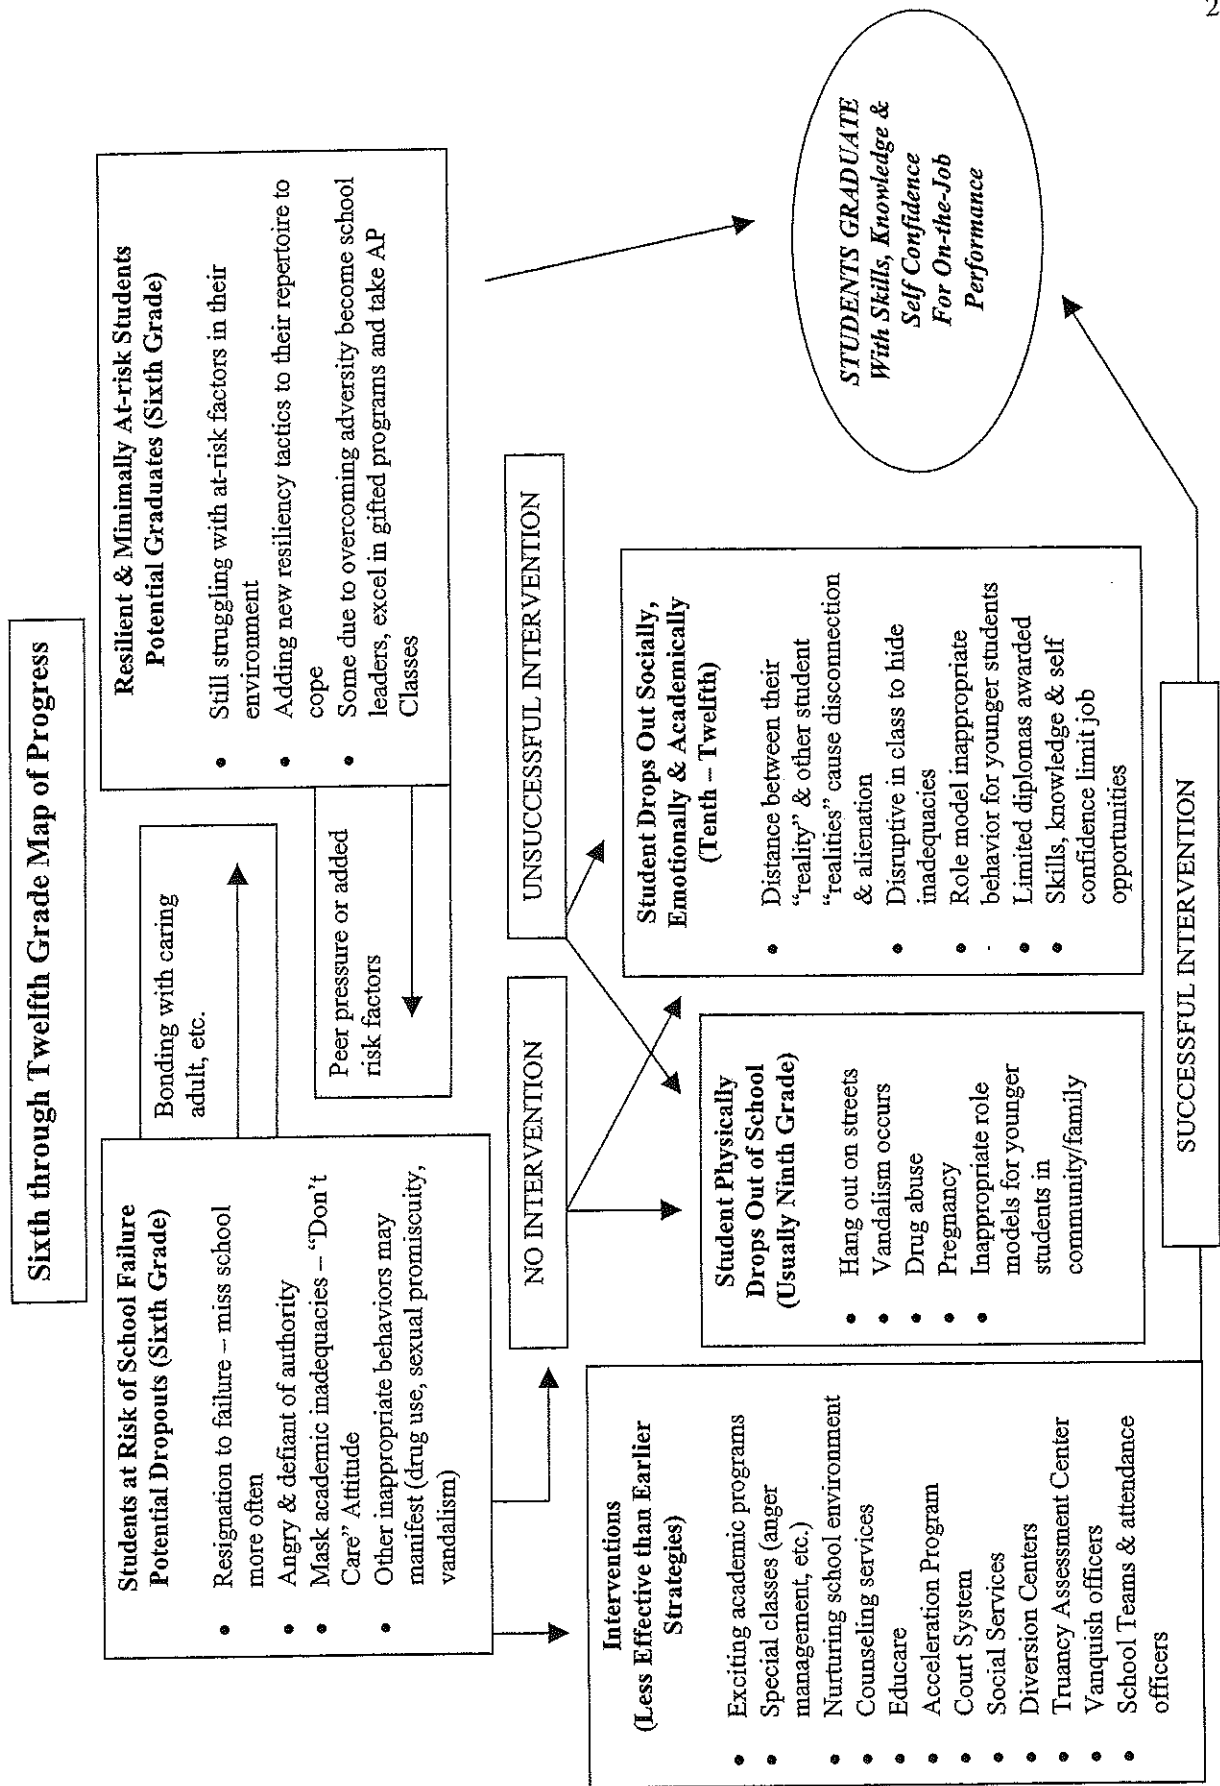 Sixth through Twelfth Grade Map of Progress
Students at Risk of School Failure
Potential Dropouts (Sixth Grade)
• Resignation to failure – miss school
more often
• Angry & defiant of authority
• Mask academic inadequacies – “Don’t
Care” Attitude
• Other inappropriate behaviors may
manifest (drug use, sexual promiscuity,
vandalism)
Bonding with caring
adult, etc.
Peer pressure or added
risk factors
Resilient & Minimally At-risk Students
Potential Graduates (Sixth Grade)
• Still struggling with at-risk factors in their
environment
• Adding new resiliency tactics to their repertoire to
cope
• Some due to overcoming adversity become school
leaders, excel in gifted programs and take AP
Classes
NO INTERVENTION
UNSUCCESSFUL INTERVENTION
Interventions
(Less Effective than Earlier
Strategies)
• Exciting academic programs
• Special classes (anger
management, etc.)
• Nurturing school environment
• Counseling services
• Educare
• Acceleration Program
• Court System
• Social Services
• Diversion Centers
• Truancy Assessment Center
• Vanquish officers
• School Teams & attendance
officers
Student Physically
Drops Out of School
(Usually Ninth Grade)
• Hang out on streets
• Vandalism occurs
• Drug abuse
• Pregnancy
• Inappropriate role
models for younger
students in
community/family
Student Drops Out Socially,
Emotionally & Academically
(Tenth – Twelfth)
• Distance between their
“reality” & other student
“realities” cause disconnection
& alienation
• Disruptive in class to hide
inadequacies
• Role model inappropriate
behavior for younger students
• Limited diplomas awarded
• Skills, knowledge & self
confidence limit job
opportunities
STUDENTS GRADUATE
With Skills, Knowledge &
Self Confidence
For On-the-Job
Performance
SUCCESSFUL INTERVENTION